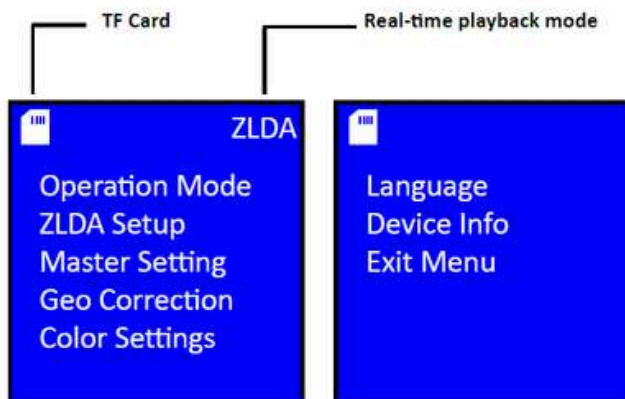 TF Card
Real-time playback mode
ZLDA
Operation Mode
ZLDA Setup
Master Setting
Geo Correction
Color Settings
Language
Device Info
Exit Menu